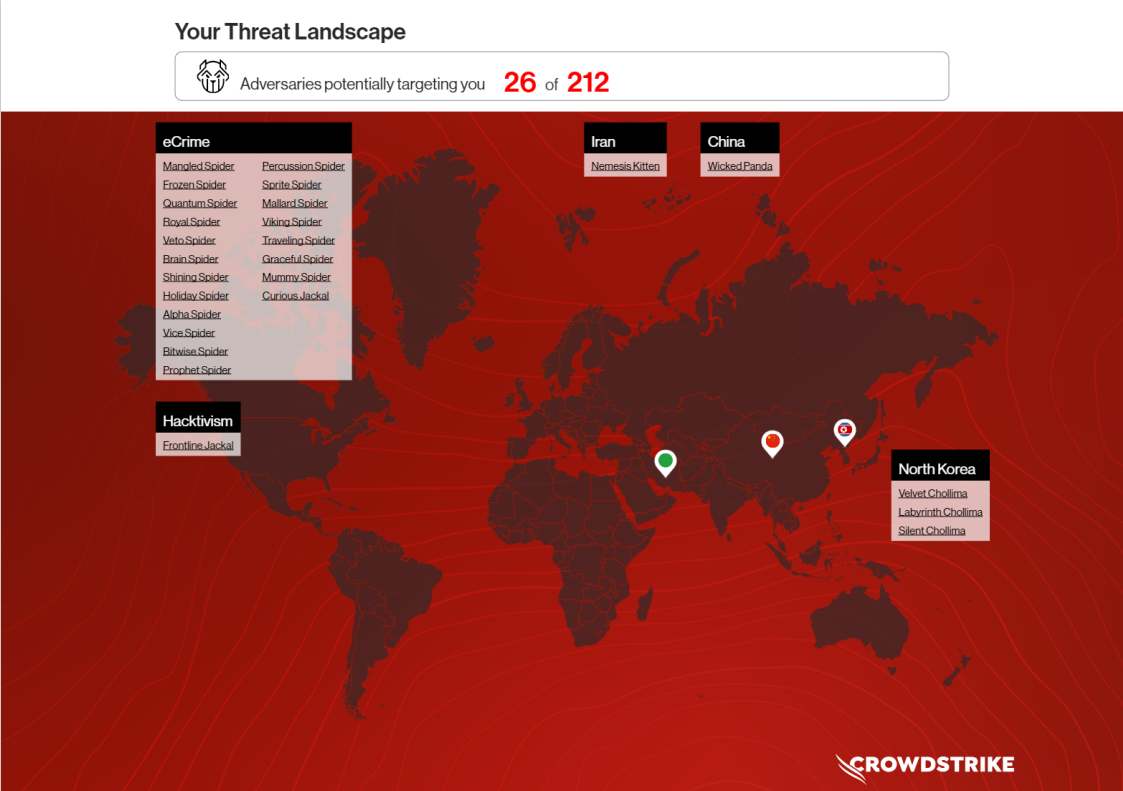 Your Threat Landscape
Adversaries potentially targeting you 26 of 212
eCrime
Mangled Spider
Frozen Spider
Quantum Spider
Royal Spider
Veto Spider
Brain Spider
Shining Spider
Holiday Spider
Alpha Spider
Vice Spider
Bitwise Spider
Prophet Spider
Percussion Spider
Sprite Spider
Mallard Spider
Viking Spider
Traveling Spider
Graceful Spider
Mummy Spider
Curious Jackal
Iran
Nemesis Kitten
China
Wicked Panda
Hacktivism
Frontline Jackal
North Korea
Velvet Chollima
Labyrinth Chollima
Silent Chollima
CROWDSTRIKE